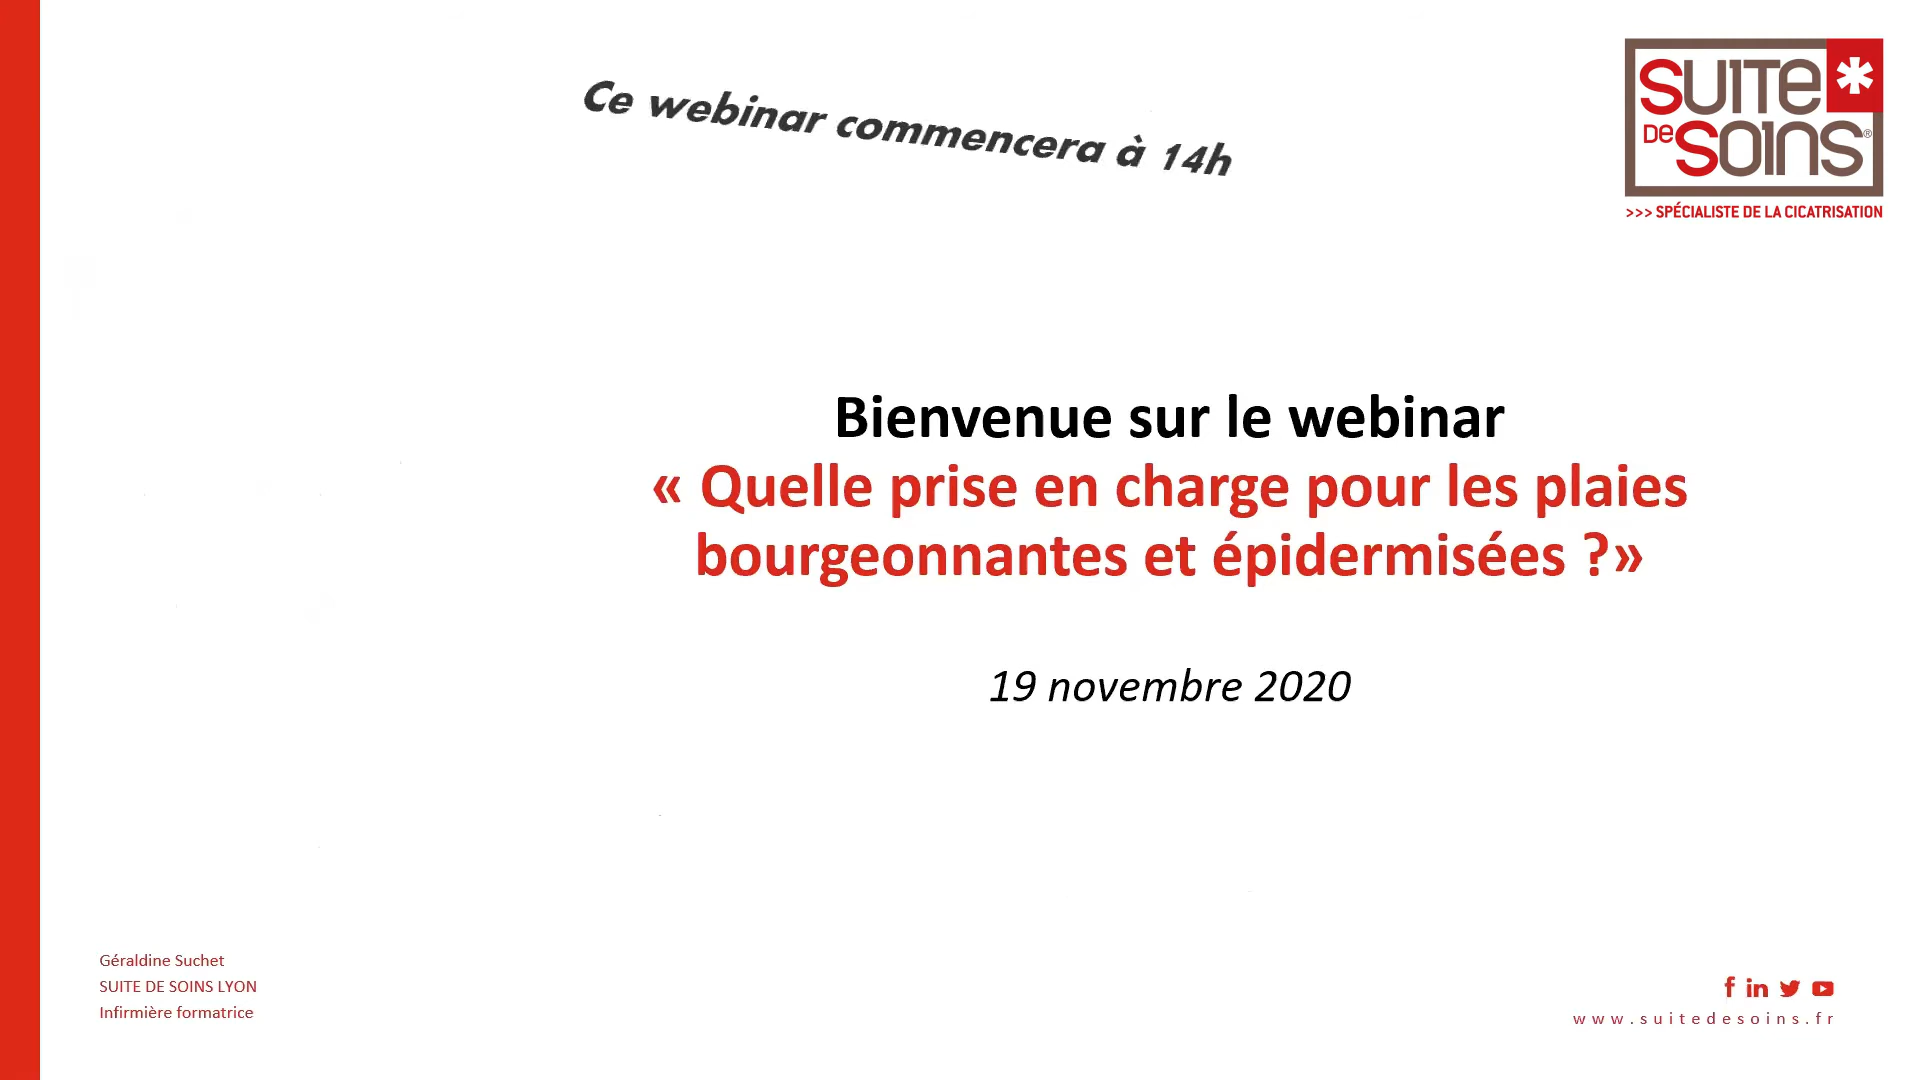 Ce webinar commencera à 14h
SUITE
DE SOINS®
>>> SPÉCIALISTE DE LA CICATRISATION
Bienvenue sur le webinar
« Quelle prise en charge pour les plaies
bourgeonnantes et épidermisées ?»
19 novembre 2020
Géraldine Suchet
SUITE DE SOINS LYON
Infirmière formatrice
f in
www.suitedesoins.fr